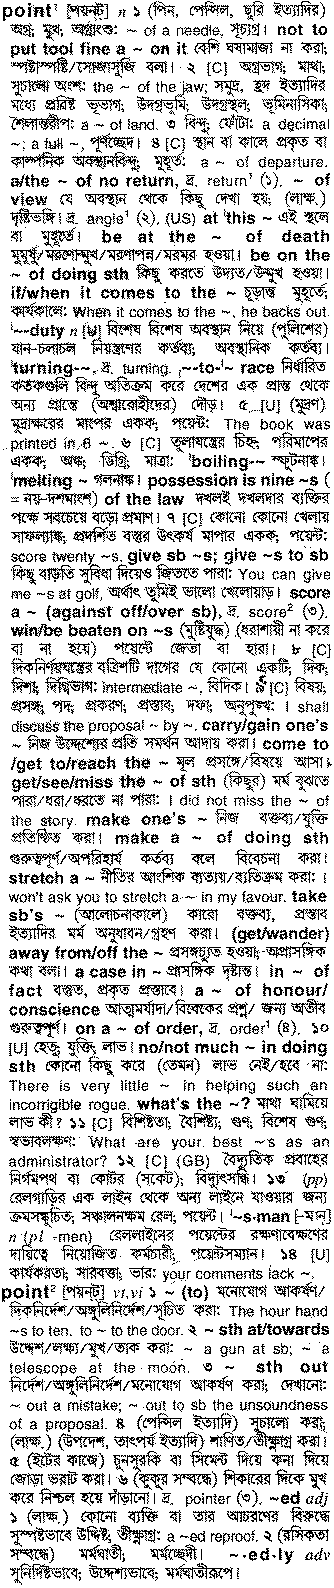 point¹ [পয়ন্ট্] n ১ (পিন, পেন্সিল, ছুরি ইত্যাদির)
অগ্র; মুখ, অগ্রাংশ: ~ of a needle, সূচ্যগ্র। not to
put too fine a ~ on it বেশি ঘষামাজা না করা;
স্পষ্টাস্পষ্টি/সোজাসুজি বলা। ২ [C] অগ্রভাগ; মাথা;
সুচালো অংশ: the ~ of the jaw; সমুদ্র, হ্রদ ইত্যাদির
মধ্যে প্রবিষ্ট ভূভাগ; উদগ্রভূমি; উদগ্রস্থল; ভূমিনাসিকা;
শৈলান্তরীপ: a ~ of land. ৩ বিন্দু; ফোঁটা: a decimal
~; a full ~, পূর্ণচ্ছেদ। ৪ [C] স্থান বা কালে প্রকৃত বা
কাল্পনিক অবস্থানবিন্দু; মুহূর্ত: a ~ of departure.
a/the ~ of no return, দ্র. return¹ (১). ~ of
view যে অবস্থান থেকে কিছু দেখা হয়; (লাক্ষ.)
দৃষ্টিভঙ্গি। দ্র. angle¹ (২). (US) at this ~ এই স্থলে
বা মুহূর্তে। be at the ~ of death
মুমূর্ষু/মরণোন্মুখ/মরণাপন্ন/মরমর হওয়া। be on the
~ of doing sth কিছু করতে উদ্যত/উন্মুখ হওয়া।
if/when it comes to the ~ চূড়ান্ত মুহূর্তে;
কার্যকালে: When it comes to the ~, he backs out.
'~-duty n [U] বিশেষ বিশেষ অবস্থান নিয়ে (পুলিশের)
যান-চলাচল নিয়ন্ত্রণের কর্তব্য; অবস্থানিক কর্তব্য।
'turning-~, দ্র. turning. '~-to-'~ race নির্ধারিত
কতকগুলি বিন্দু অতিক্রম করে দেশের এক প্রান্ত থেকে
অন্য প্রান্তে (অশ্বারোহীদের) দৌড়। ৫ [U] (মুদ্রণ)
মুদ্রাক্ষরের মাপের একক; পয়েন্ট: The book was
printed in 8 ~. ৬ [C] তুলাযন্ত্রের চিহ্ন; পরিমাপের
একক; অঙ্ক; ডিগ্রি; মাত্রা: 'boiling-~ স্ফুটনাঙ্ক।
'melting ~ গলনাঙ্ক। possession is nine ~s (
= নয়-দশমাংশ) of the law দখলই দখলদার ব্যক্তির
পক্ষে সবচেয়ে বড়ো প্রমাণ। ৭ [C] কোনো কোনো খেলায়
সাফল্যাঙ্ক; প্রদর্শিত বস্তুর উৎকর্ষ মাপার একক; পয়েন্ট:
score twenty ~s. give sb ~s; give ~s to sb
কিছু বাড়তি সুবিধা দিয়েও জিততে পারা: You can give
me ~s at golf, অর্থাৎ তুমিই ভালো খেলোয়াড়। score
a ~ (against off/over sb), দ্র. score² (৩).
win/be beaten on ~s (মুষ্টিযুদ্ধ) (ধরাশায়ী না করে
বা না হয়ে) পয়েন্টে জেতা বা হারা। ৮ [C]
দিকনির্ণয়যন্ত্রের বত্রিশটি দাগের যে কোনো একটি; দিক;
দিশা; দিগ্বিভাগ: Intermediate ~, বিদিক। ৯ [C] বিষয়;
প্রসঙ্গ; পদ; প্রকরণ; প্রস্তাব; দফা; অনুপুঙ্খ: I shall
discuss the proposal ~ by ~. carry/gain one's
~ নিজ উদ্দেশ্যের প্রতি সমর্থন আদায় করা। come to
/get to/reach the ~ মূল প্রসঙ্গে/বিষয়ে আসা।
get/see/miss the ~ of sth (কিছুর) মর্ম বুঝতে
পারা/ধরা/ধরতে না পারা: I did not miss the ~ of
the story. make one's ~ নিজ বক্তব্য/যুক্তি
প্রতিষ্ঠিত করা। make a ~ of doing sth
গুরুত্বপূর্ণ/অপরিহার্য কর্তব্য বলে বিবেচনা করা।
stretch a ~ নীতির আংশিক ব্যত্যয়/ব্যতিক্রম করা: I
won't ask you to stretch a ~ in my favour. take
sb's ~ (আলোচনাকালে) কারো বক্তব্য, প্রস্তাব
ইত্যাদির মর্ম অনুধাবন/গ্রহণ করা। (get/wander)
away from/off the ~ প্রসঙ্গচ্যুত হওয়া; অপ্রাসঙ্গিক
কথা বলা। a case in ~ প্রাসঙ্গিক দৃষ্টান্ত। in ~ of
fact বস্তুত, প্রকৃত প্রস্তাবে। a ~ of honour/
conscience আত্মমর্যাদা/বিবেকের প্রশ্ন/ জন্য অতীব
গুরুত্বপূর্ণ। on a ~ of order, দ্র. order¹ (৪). ১০
[U] হেতু; যুক্তি; লাভ। no/not much ~ in doing
sth কোনো কিছু করে (তেমন) লাভ নেই/হবে না:
There is very little ~ in helping such an
incorrigible rogue. what's the ~? মাথা ঘামিয়ে
লাভ কী? ১১ [C] বিশিষ্টতা; বৈশিষ্ট্য; গুণ; বিশেষ গুণ;
স্বভাবলক্ষণ: What are your best ~s as an
administrator? ১২ [C] (GB) বৈদ্যুতিক প্রবাহের
নির্গমপথ বা কোটর (সকেট); বিদ্যুৎসন্ধি। ১৩ (pp)
রেলগাড়ির এক লাইন থেকে অন্য লাইনে যাওয়ার জন্য
ক্রমসঙ্কুচিত; সঞ্চালনক্ষম রেল; পয়েন্ট। '~s-man [-মান্]
n (pl -men) রেললাইনের পয়েন্টের রক্ষণাবেক্ষণের
দায়িত্বে নিয়োজিত কর্মচারী; পয়েন্টসম্যান। ১৪ [U]
কার্যকরতা; সারবত্তা; ভার: your comments lack ~.
point² [পয়ন্ট্] vt,vi ১ ~ (to) মনোযোগ আকর্ষণ/
দিকনির্দেশ/অঙ্গুলিনির্দেশ/সূচিত করা: The hour hand
~s to ten. to ~ to the door. ২ ~ sth at/towards
উদ্দেশ/লক্ষ্য/মুখ/তাক করা: ~ a gun at sb; ~ a
telescope at the moon. ৩ ~ sth out
নির্দেশ/অঙ্গুলিনির্দেশ/মনোযোগ আকর্ষণ করা; দেখানো:
~ out a mistake; ~ out to sb the unsoundness
of a proposal. ৪ (পেন্সিল ইত্যাদি) সুচালো করা;
(লাক্ষ.) (উপদেশ, তাৎপর্য ইত্যাদি) শাণিত/তীক্ষ্ণাগ্র করা।
৫ (ইটের কাজে) চুনসুরকি বা সিমেন্ট দিয়ে কন্না দিয়ে
জোড়া ভরাট করা। ৬ (কুকুর সম্বন্ধে) শিকারের দিকে মুখ
করে নিশ্চল হয়ে দাঁড়ানো। দ্র. pointer (৩). ~ed adj
১ (লাক্ষ.) কোনো ব্যক্তি বা তার আচরণের বিরুদ্ধে
সুস্পষ্টভাবে উদ্দিষ্ট; তীক্ষ্ণাগ্র: a ~ed reproof. ২ (রসিকতা
সম্বন্ধে) মর্মঘাতী; মর্মচ্ছেদী। ~-ed-ly adv
সুনির্দিষ্টভাবে; উদ্দেশ্যভাবে; মর্মঘাতীরূপে।